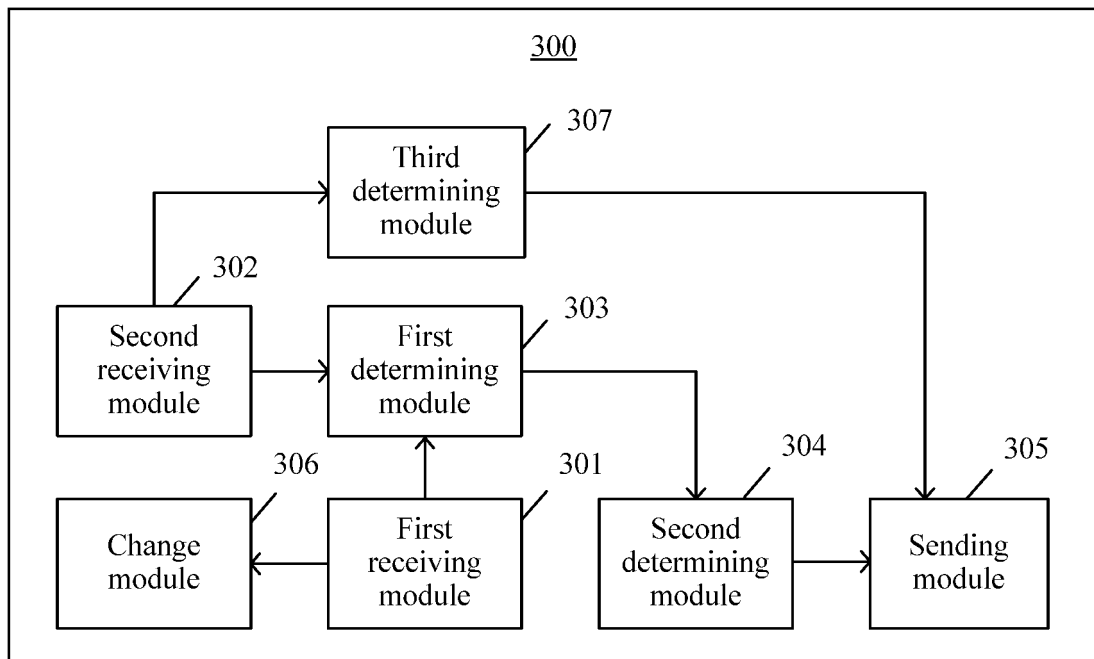 300
307
Third
determining
module
302
Second
receiving
module
303
First
determining
module
306
Change
module
301
First
receiving
module
304
Second
determining
module
305
Sending
module